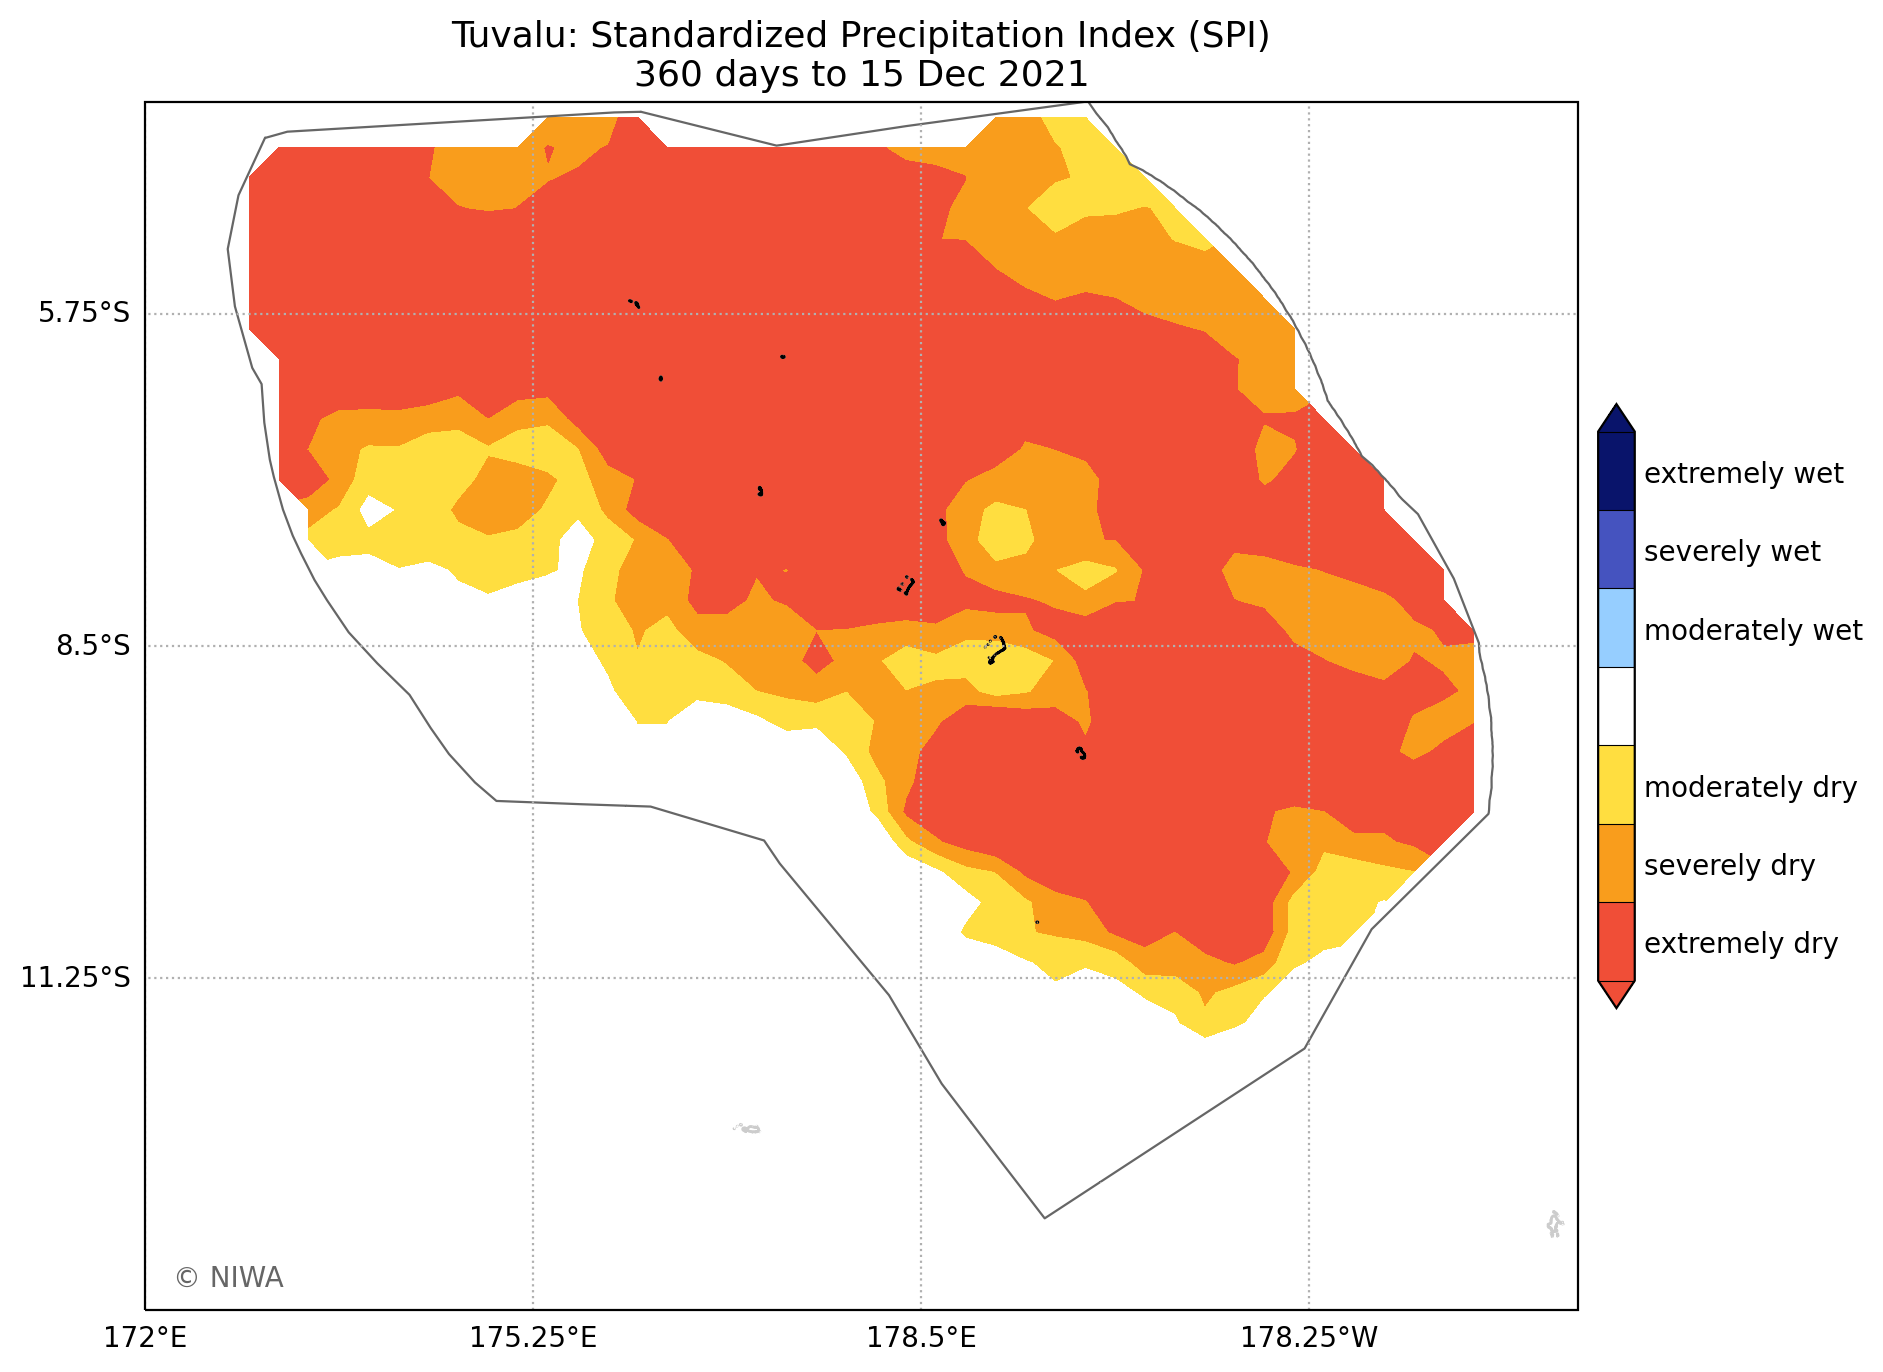 Tuvalu: Standardized Precipitation Index (SPI)
360 days to 15 Dec 2021
5.75°S
8.5°S
11.25°S
172°E
175.25°E
178.5°E
178.25°W
extremely wet
severely wet
moderately wet
moderately dry
severely dry
extremely dry
© NIWA